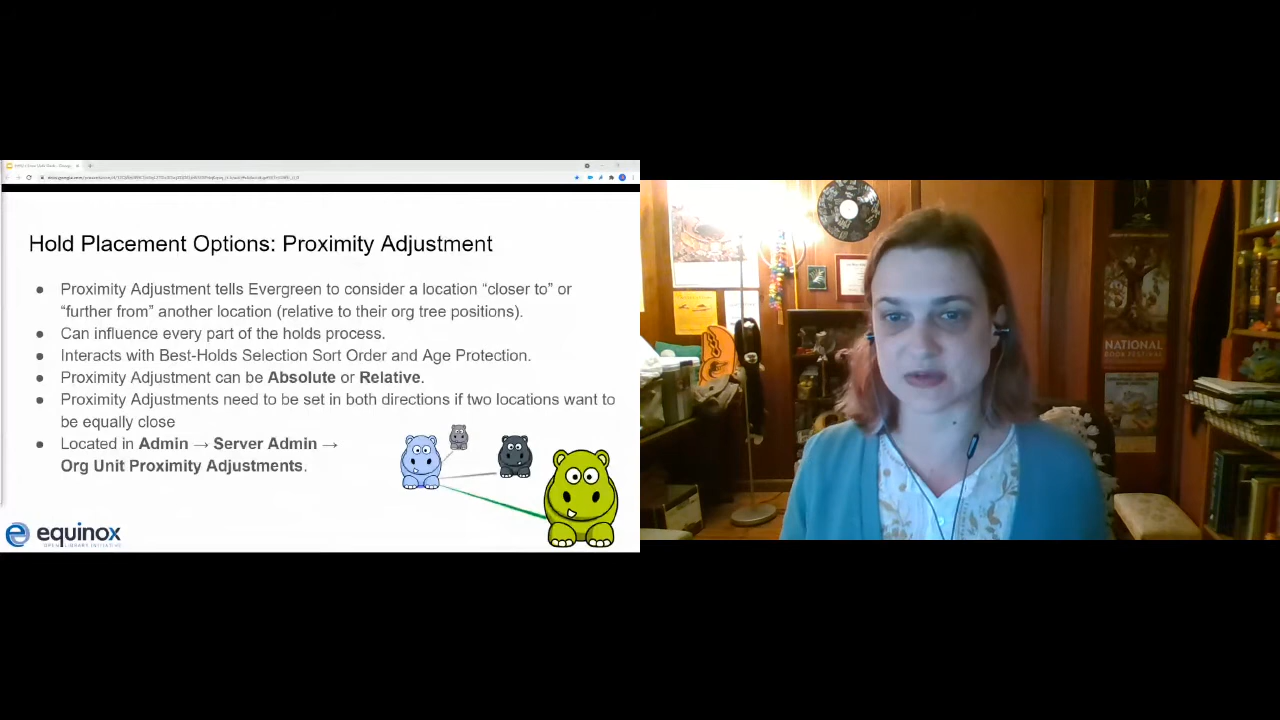 Hold Placement Options: Proximity Adjustment
● Proximity Adjustment tells Evergreen to consider a location “closer to” or
“further from” another location (relative to their org tree positions).
● Can influence every part of the holds process.
● Interacts with Best-Holds Selection Sort Order and Age Protection.
● Proximity Adjustment can be Absolute or Relative.
● Proximity Adjustments need to be set in both directions if two locations want to
be equally close
● Located in Admin → Server Admin →
Org Unit Proximity Adjustments.
equinox
OPEN LIBRARY INITIATIVE
NATIONAL
BOOK FESTIVAL